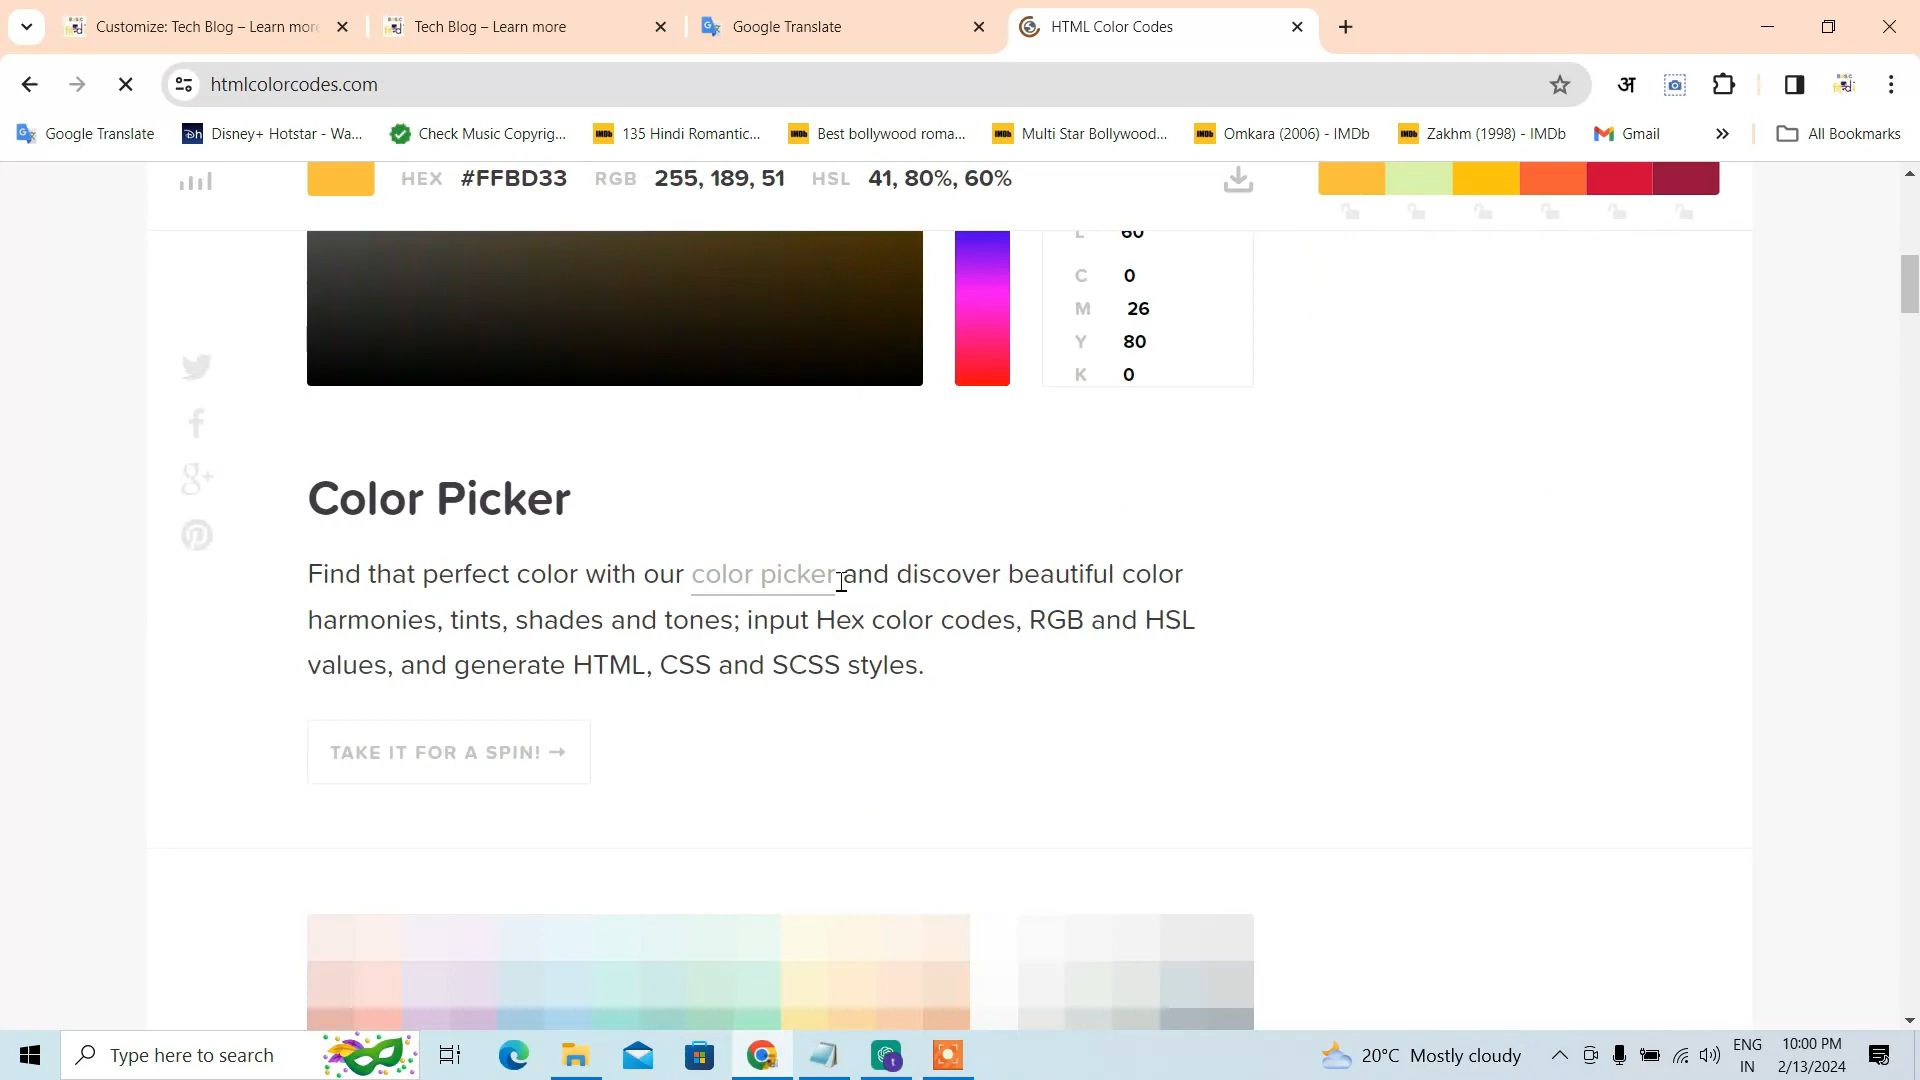 Customize: Tech Blog – Learn more
Tech Blog – Learn more
Google Translate
HTML Color Codes
htmlcolorcodes.com
अ
Google Translate
Disney+ Hotstar - Wa...
Check Music Copyrig...
135 Hindi Romantic...
Best bollywood roma...
Multi Star Bollywood...
Omkara (2006) - IMDb
Zakhm (1998) - IMDb
Gmail
All Bookmarks
HEX #FFBD33 RGB 255, 189, 51 HSL 41, 80%, 60%
L 60
C 0
M 26
Y 80
K 0
Color Picker
Find that perfect color with our color picker and discover beautiful color
harmonies, tints, shades and tones; input Hex color codes, RGB and HSL
values, and generate HTML, CSS and SCSS styles.
TAKE IT FOR A SPIN! →
Type here to search
20°C Mostly cloudy
ENG
IN
10:00 PM
2/13/2024